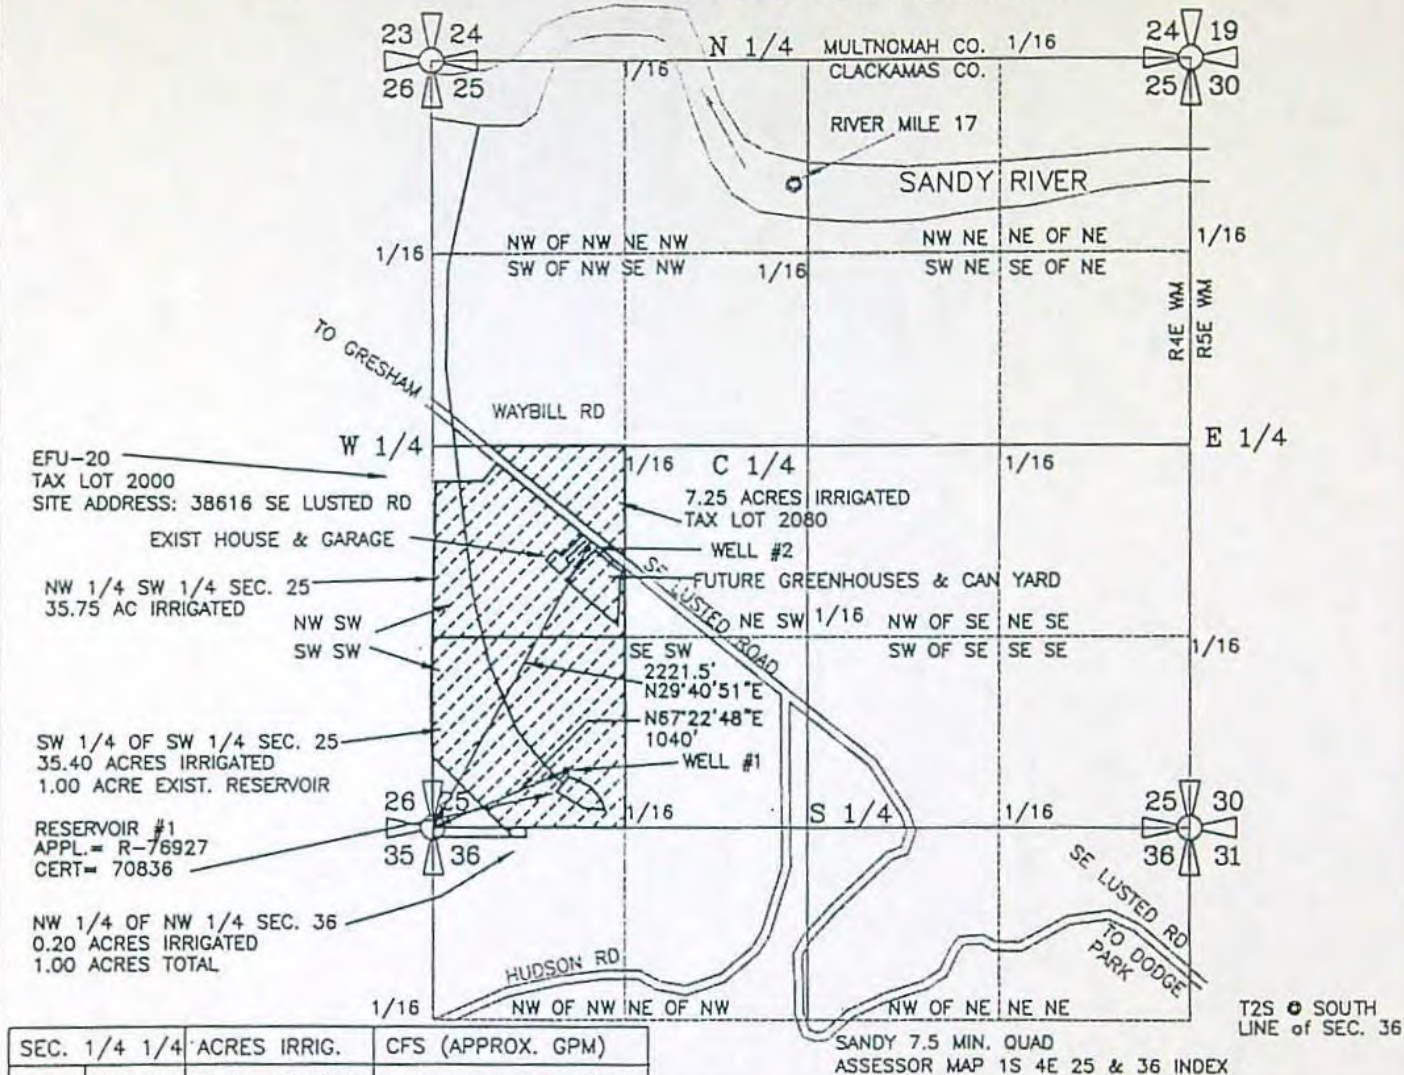 23 24
26 25
N 1/4
MULTNOMAH CO.
CLACKAMAS CO.
1/16
1/16
24 19
25 30
RIVER MILE 17
SANDY RIVER
1/16
NW OF NW NE NW
SW OF NW SE NW
1/16
NW NE NE OF NE
SW NE SE OF NE
1/16
R4E WM
R5E WM
TO GRESHAM
WAYBILL RD
W 1/4
1/16
C 1/4
1/16
E 1/4
EFU-20
TAX LOT 2000
SITE ADDRESS: 38616 SE LUSTED RD
7.25 ACRES IRRIGATED
TAX LOT 2080
EXIST HOUSE & GARAGE
WELL #2
FUTURE GREENHOUSES & CAN YARD
SE LUSTED ROAD
NW 1/4 SW 1/4 SEC. 25
35.75 AC IRRIGATED
NW SW
SW SW
NE SW 1/16 NW OF SE NE SE
SE SW
SW OF SE SE SE
1/16
2221.5'
N29°40'51"E
N67°22'48"E
1040'
WELL #1
SW 1/4 OF SW 1/4 SEC. 25
35.40 ACRES IRRIGATED
1.00 ACRE EXIST. RESERVOIR
26 25
35 36
1/16
S 1/4
1/16
25 30
36 31
RESERVOIR #1
APPL.= R-76927
CERT= 70836
NW 1/4 OF NW 1/4 SEC. 36
0.20 ACRES IRRIGATED
1.00 ACRES TOTAL
SE LUSTED RD
TO DODGE
PARK
HUDSON RD
1/16
NW OF NW NE OF NW
NW OF NE NE NE
T2S @ SOUTH
LINE of SEC. 36
SANDY 7.5 MIN. QUAD
ASSESSOR MAP 1S 4E 25 & 36 INDEX
SEC. 1/4 1/4 ACRES IRRIG. CFS (APPROX. GPM)